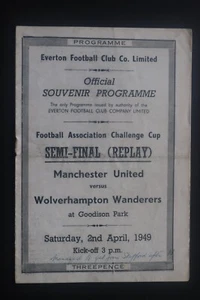 PROGRAMME
Everton Football Club Co. Limited
Official
SOUVENIR PROGRAMME
The only Programme issued by authority of the
EVERTON FOOTBALL CLUB COMPANY LIMITED
Football Association Challenge Cup
SEMI-FINAL (REPLAY)
Manchester United
versus
Wolverhampton Wanderers
at Goodison Park
Saturday, 2nd April, 1949
Kick-off 3 p.m.
THREEPENCE